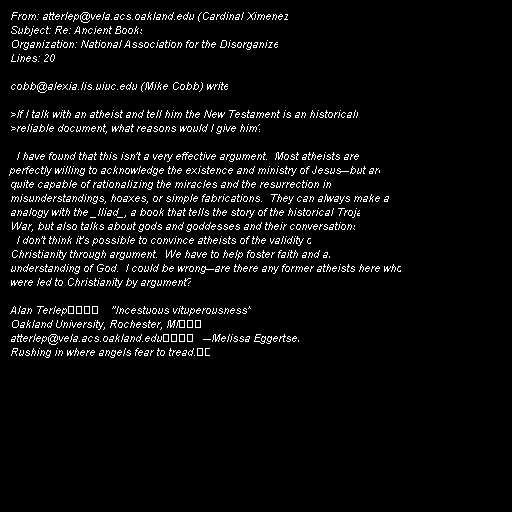 From: atterlep@vela.acs.oakland.edu (Cardinal Ximenez
Subject: Re: Ancient Books
Organization: National Association for the Disorganize
Lines: 20
cobb@alexia.lis.uiuc.edu (Mike Cobb) write
>If I talk with an atheist and tell him the New Testament is an historicall
>reliable document, what reasons would I give him?
I have found that this isn't a very effective argument. Most atheists are
perfectly willing to acknowledge the existence and ministry of Jesus--but are
quite capable of rationalizing the miracles and the resurrection in
misunderstandings, hoaxes, or simple fabrications. They can always make a
analogy with the _Iliad_, a book that tells the story of the historical Troja
War, but also talks about gods and goddesses and their conversations
I don't think it's possible to convince atheists of the validity o
Christianity through argument. We have to help foster faith and a
understanding of God. I could be wrong--are there any former atheists here who
were led to Christianity by argument?
Alan Terlep "Incestuous vituperousness"
Oakland University, Rochester, MI
atterlep@vela.acs.oakland.edu --Melissa Eggertse
Rushing in where angels fear to tread.